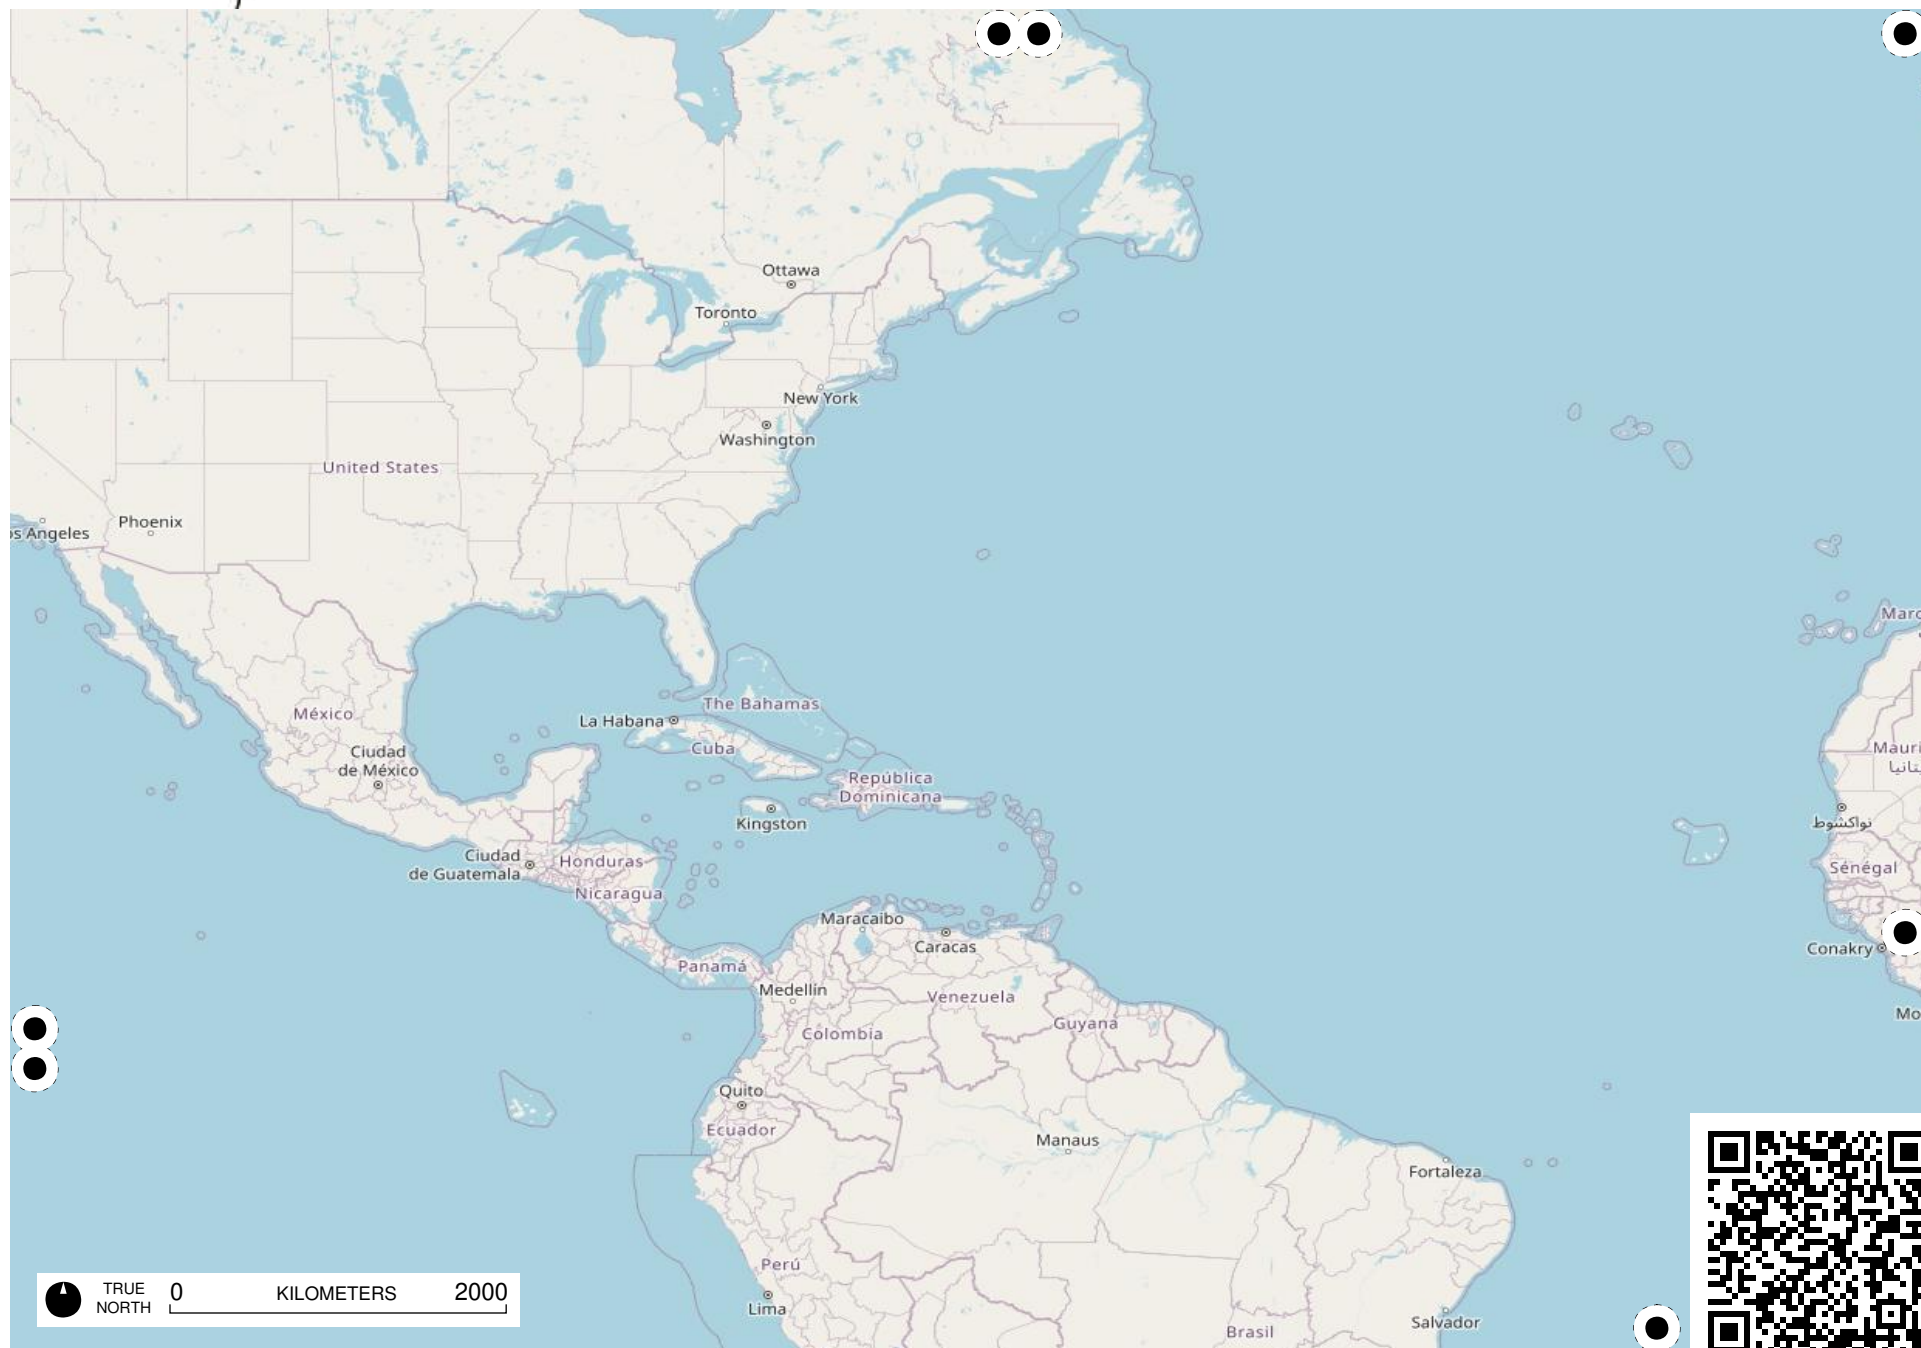 Ottawa
Toronto
New York
Washington
United States
os Angeles
Phoenix
México
Ciudad
de México
La Habana
The Bahamas
Cuba
República
Dominicana
Kingston
Ciudad
de Guatemala
Honduras
Nicaragua
Maracaibo
Caracas
Panamá
Medellín
Venezuela
Colombia
Guyana
Quito
Ecuador
Manaus
Fortaleza
Perú
Lima
Salvador
Brasil
Maro
Mauri
يتانيا
نواكشوط
Sénégal
Conakry
Mo
TRUE
NORTH
0 KILOMETERS 2000